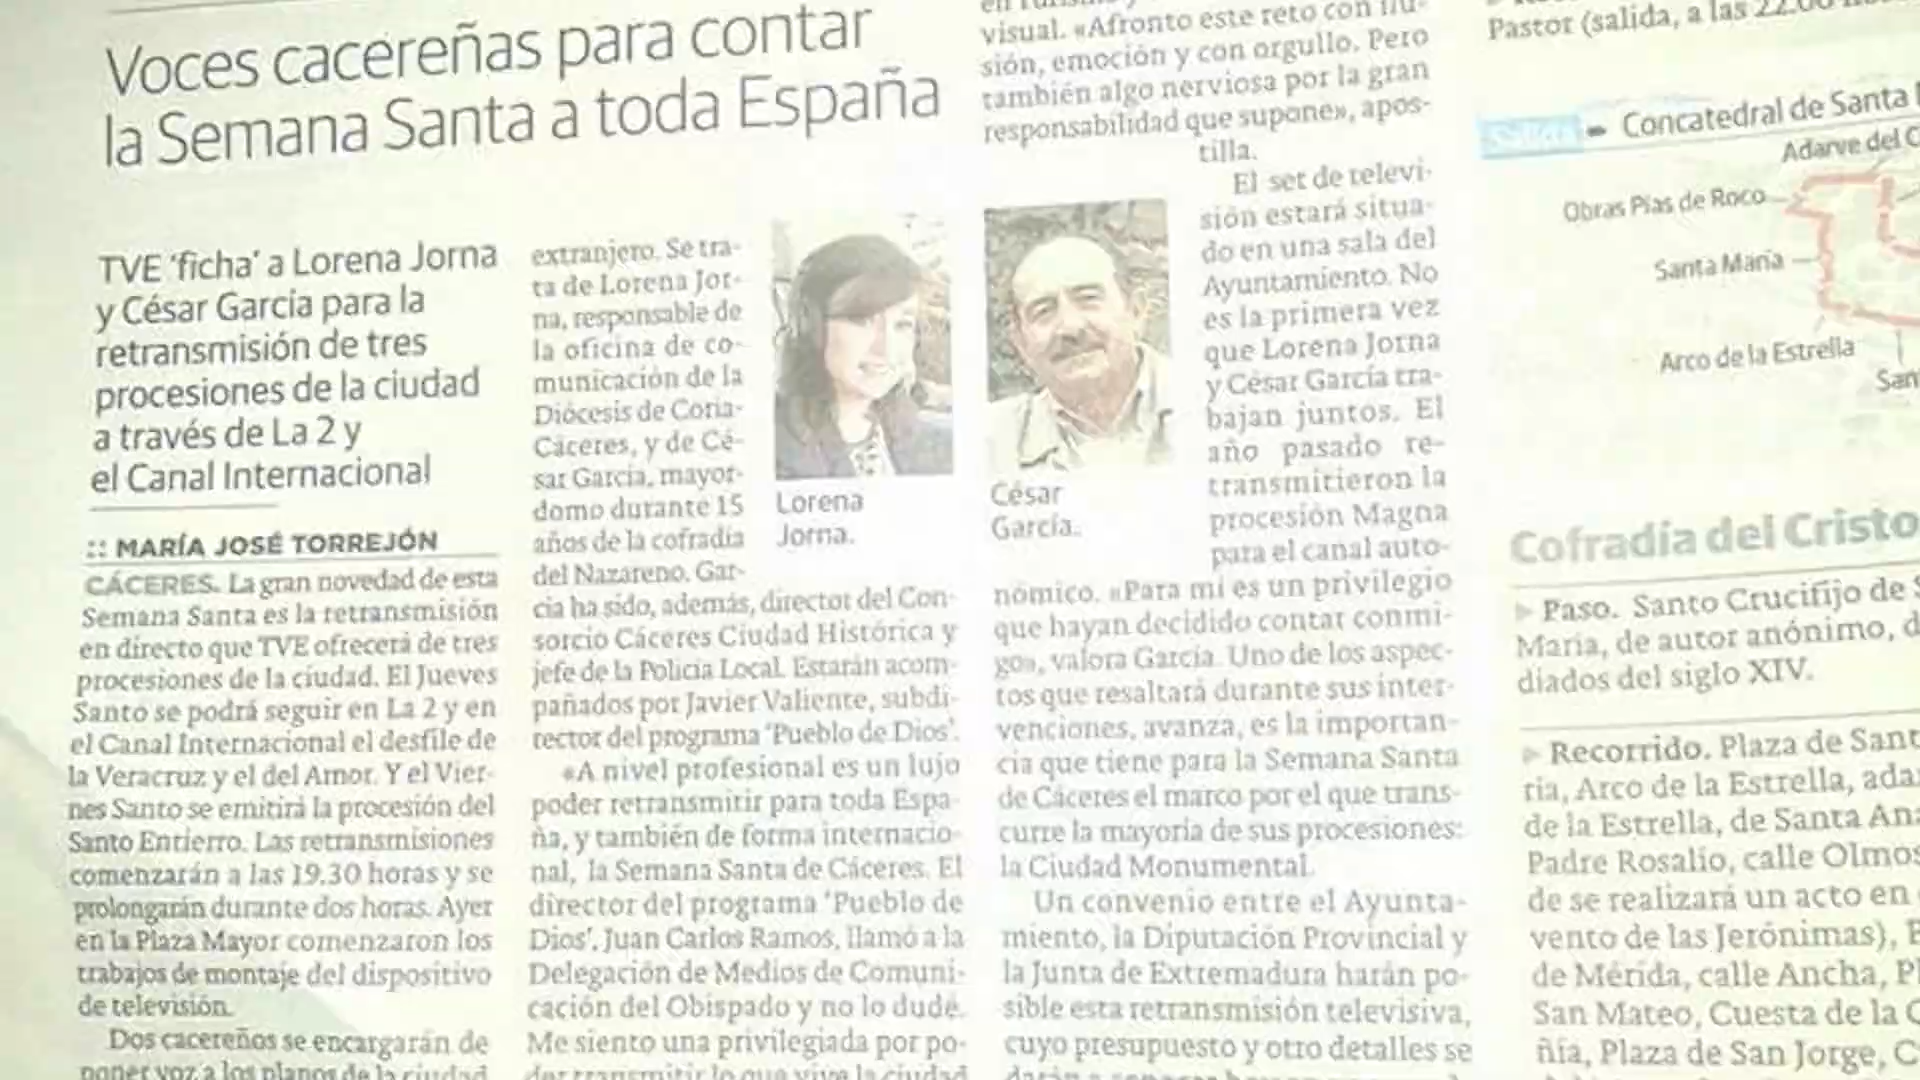 Voces cacereñas para contar
la Semana Santa a toda España
TVE ‘ficha’ a Lorena Jorna
y César García para la
retransmisión de tres
procesiones de la ciudad
a través de La 2 y
el Canal Internacional
:: MARÍA JOSÉ TORREJÓN
CÁCERES. La gran novedad de esta
Semana Santa es la retransmisión
en directo que TVE ofrecerá de tres
procesiones de la ciudad. El Jueves
Santo se podrá seguir en La 2 y en
el Canal Internacional el desfile de
la Veracruz y el del Amor. Y el Vier-
nes Santo se emitirá la procesión del
Santo Entierro. Las retransmisiones
comenzarán a las 19.30 horas y se
prolongarán durante dos horas. Ayer
en la Plaza Mayor comenzaron los
trabajos de montaje del dispositivo
de televisión.
Dos cacereños se encargarán de
poner voz a los planos de la ciudad
extranjero. Se tra-
ta de Lorena Jor-
na, responsable de
la oficina de co-
municación de la
Diócesis de Coria-
Cáceres, y de Cé-
sar García, mayor-
domo durante 15
años de la cofradía
del Nazareno. Gar-
cía ha sido, además, director del Con-
sorcio Cáceres Ciudad Histórica y
jefe de la Policía Local. Estarán acom-
pañados por Javier Valiente, subdi-
rector del programa ‘Pueblo de Dios’.
«A nivel profesional es un lujo
poder retransmitir para toda Espa-
ña, y también de forma internacio-
nal, la Semana Santa de Cáceres. El
director del programa ‘Pueblo de
Dios’, Juan Carlos Ramos, llamó a la
Delegación de Medios de Comuni-
cación del Obispado y no lo dudé.
Me siento una privilegiada por po-
der transmitir lo que vive la ciudad
Lorena
Jorna.
César
García.
visual. «Afronto este reto con ilu-
sión, emoción y con orgullo. Pero
también algo nerviosa por la gran
responsabilidad que supone», apos-
tilla.
El set de televi-
sión estará situa-
do en una sala del
Ayuntamiento. No
es la primera vez
que Lorena Jorna
y César García tra-
bajan juntos. El
año pasado re-
transmitieron la
procesión Magna
para el canal auto-
nómico. «Para mí es un privilegio
que hayan decidido contar conmi-
go», valora García. Uno de los aspec-
tos que resaltará durante sus inter-
venciones, avanza, es la importan-
cia que tiene para la Semana Santa
de Cáceres el marco por el que trans-
curre la mayoría de sus procesiones:
la Ciudad Monumental.
Un convenio entre el Ayunta-
miento, la Diputación Provincial y
la Junta de Extremadura harán po-
sible esta retransmisión televisiva,
cuyo presupuesto y otro detalles se
Pastor (salida, a las 22.00
Salida Concatedral de Santa
Adarve del
Obras Pías de Roco
Santa María
Arco de la Estrella
San
Cofradía del Cristo
Paso. Santo Crucifijo de
María, de autor anónimo,
diados del siglo XIV.
Recorrido. Plaza de Sant
ría, Arco de la Estrella, ada
de la Estrella, de Santa An
Padre Rosalío, calle Olmos
de se realizará un acto en
vento de las Jerónimas),
de Mérida, calle Ancha, Pl
San Mateo, Cuesta de la
ñía, Plaza de San Jorge,